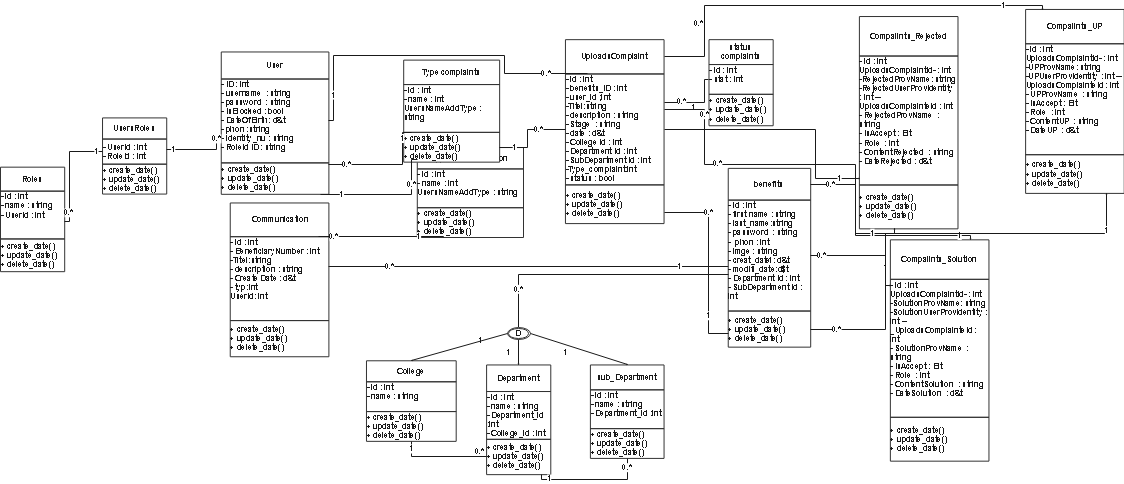 Roles
- id : int
- name : string
- Userid : int
+ create_date()
+ update_date()
+ delete_date()
UsersRoles
- Userid : int
- Roleid : int
+ create_date()
+ update_date()
+ delete_date()
User
- ID : int
- username : string
- password : string
- isBlocked : bool
- DateOfBirth : d&t
- phon : string
- identity_nu : string
- Roleis ID : string
+ create_date()
+ update_date()
+ delete_date()
Communication
- id : int
- BeneficiaryNumber : int
- Titel : string
- description : string
- Create Date : d&t
- typ : int
UserId : int
+ create_date()
+ update_date()
+ delete_date()
Type complaints
- id : int
- name : int
UsersNameAddType :
string
+ create_date()
+ update_date()
+ delete_date()
on
- id : int
- name : int
UsersNameAddType : string
+ create_date()
+ update_date()
+ delete_date()
UploadsComplaint
- id : int
- benefits_ID : int
- user_id : int
- Titel : string
- description : string
- Stage : string
- date : d&t
- College id : int
- Department id : int
- SubDepartment id : int
- Type_complaint int
- status : bool
+ create_date()
+ update_date()
+ delete_date()
status
complaints
- id : int
- stat : int
+ create_date()
+ update_date()
+ delete_date()
benefits
- id : int
- first name : string
- last_name : string
- password : string
- phon : int
- imge : string
- creat_date : d&t
- modifi_date : d&t
- Department id : int
- SubDepartment id :
int
+ create_date()
+ update_date()
+ delete_date()
Compalints_Rejected
- id : int
UploadsComplaintId- : int
- RejectedProvName : string
- RejectedUserProvIdentity
: int --
UploadsComplainteId :
int
- RejectedProvName :
string
- isAccept : Bit
- Role : int
- ContentRejected : string
- DateRejected : d&t
+ create_date()
+ update_date()
+ delete_date()
Compalints_UP
- id : int
UploadsComplaintId- : int
- UPProvName : string
- UPUserProvIdentity : int --
UploadsComplainteId : int
- UPProvName : string
- isAccept : Bit
- Role : int
- ContentUP : string
- DateUP : d&t
+ create_date()
+ update_date()
+ delete_date()
Compalints_Solution
- id : int
UploadsComplaintId- : int
- SolutionProvName : string
- SolutionUserProvIdentity :
int --
UploadsComplainteId :
int
- SolutionProvName :
string
- isAccept : Bit
- Role : int
- ContentSolution : string
- DateSolution : d&t
+ create_date()
+ update_date()
+ delete_date()
D
College
- id : int
- name : string
+ create_date()
+ update_date()
+ delete_date()
Department
- id : int
- name : string
- Department_id
: int
- College_id : int
+ create_date()
+ update_date()
+ delete_date()
sub_Department
- id : int
- name : string
- Department_id : int
+ create_date()
+ update_date()
+ delete_date()